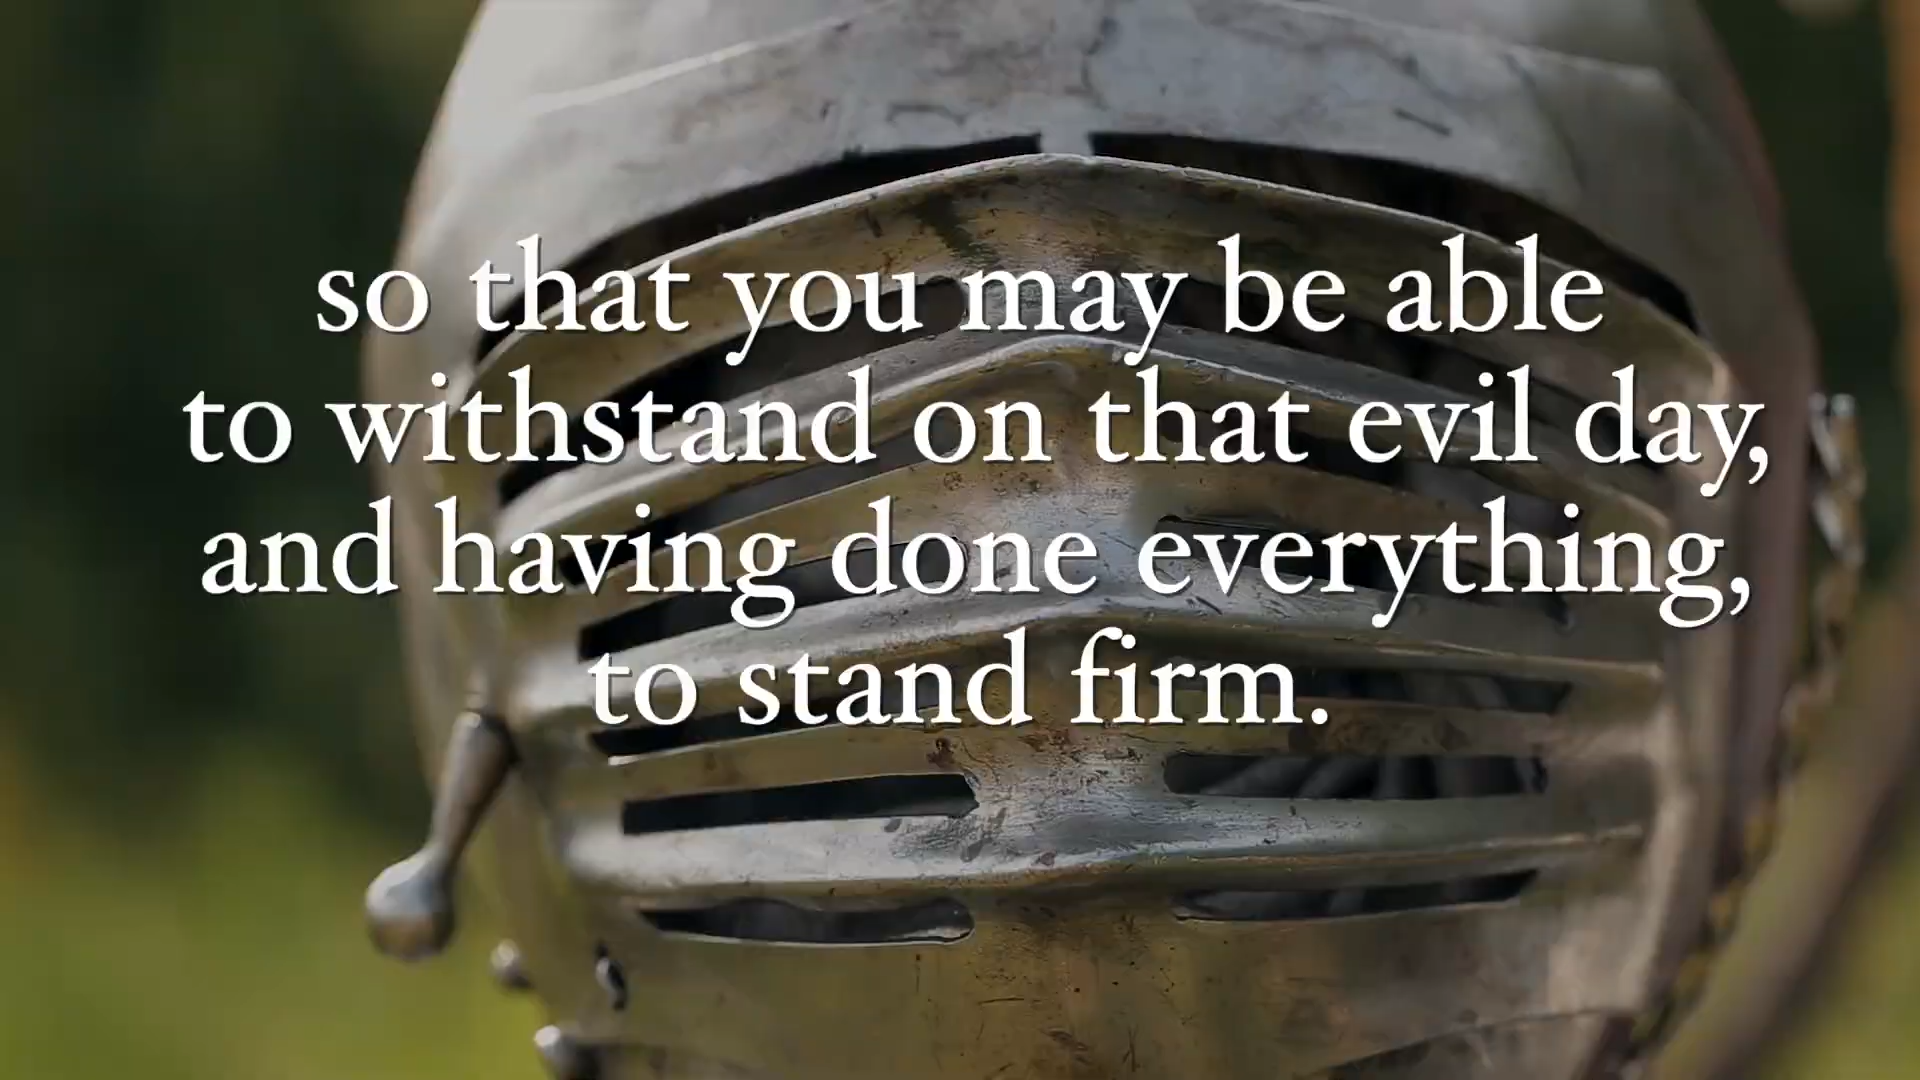 so that you may be able
to withstand on that evil day,
and having done everything,
to stand firm.